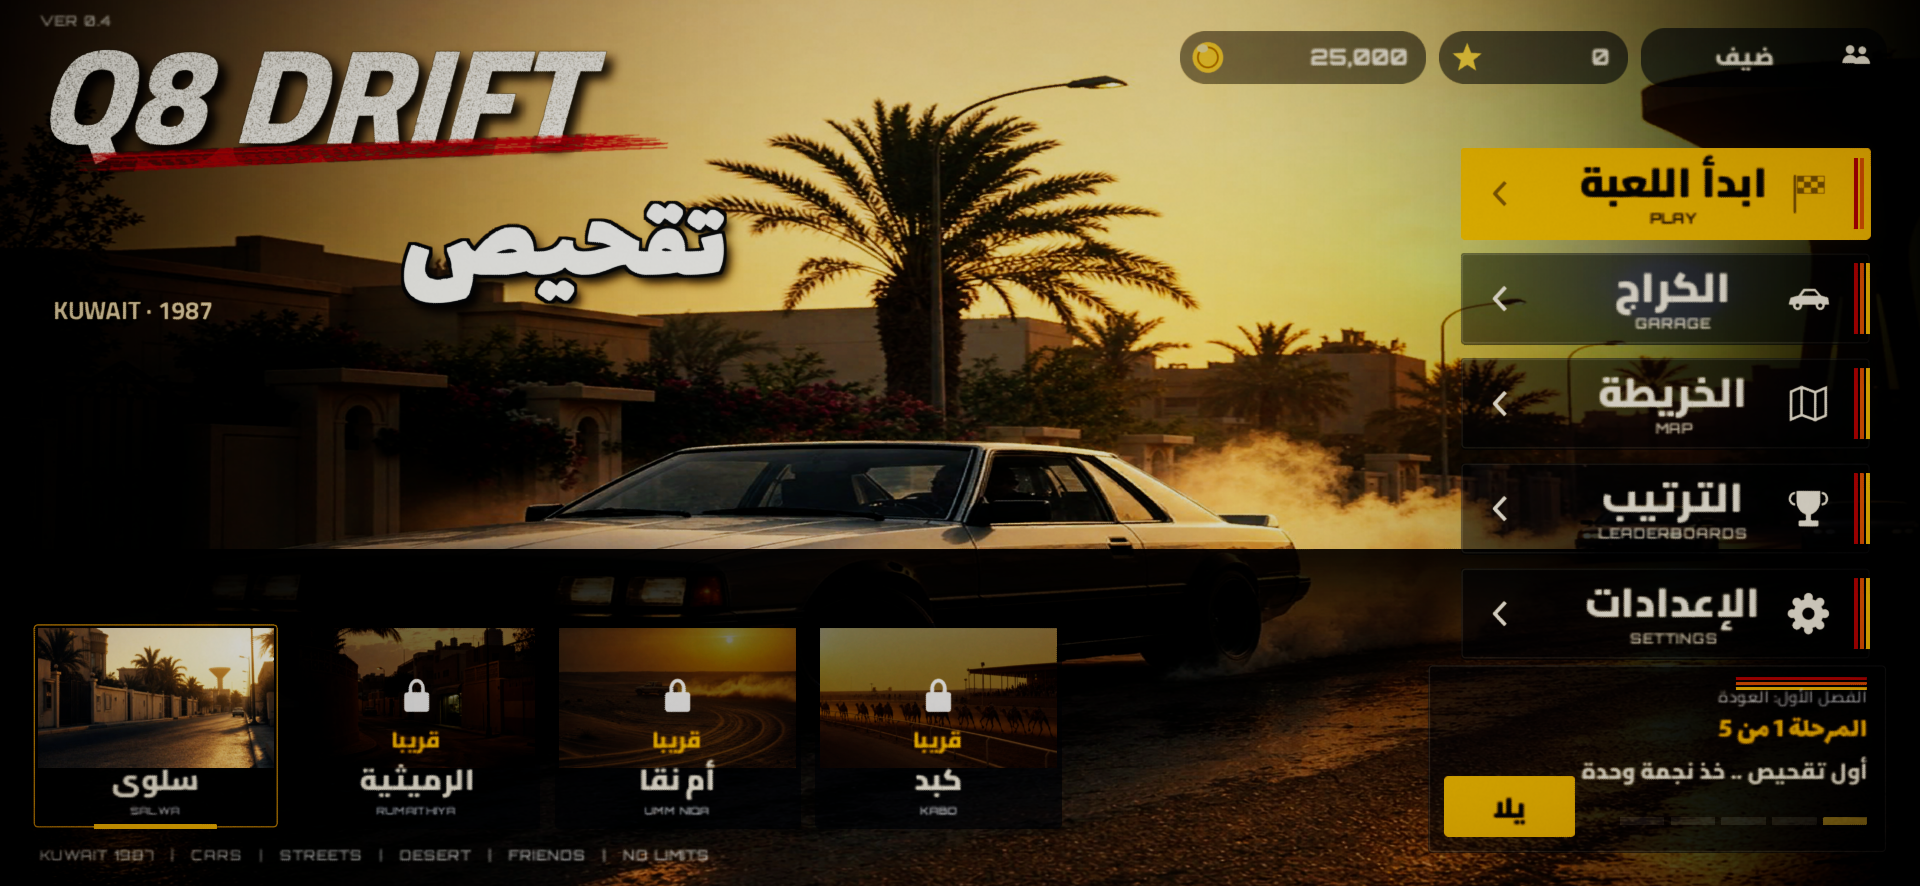 VER 0.4
Q8 DRIFT
تقحيص
KUWAIT · 1987
25,000
0
ضيف
ابدأ اللعبة
PLAY
الكراج
GARAGE
الخريطة
MAP
الترتيب
LEADERBOARDS
الإعدادات
SETTINGS
الفصل الأول: العودة
المرحلة 1 من 5
أول تقحيص .. خذ نجمة وحدة
يلا
سلوى
SALWA
قريبا
الرميثية
RUMAITHIYA
قريبا
أم نقا
UMM NIQA
قريبا
كبد
KABD
KUWAIT 1987 | CARS | STREETS | DESERT | FRIENDS | NO LIMITS